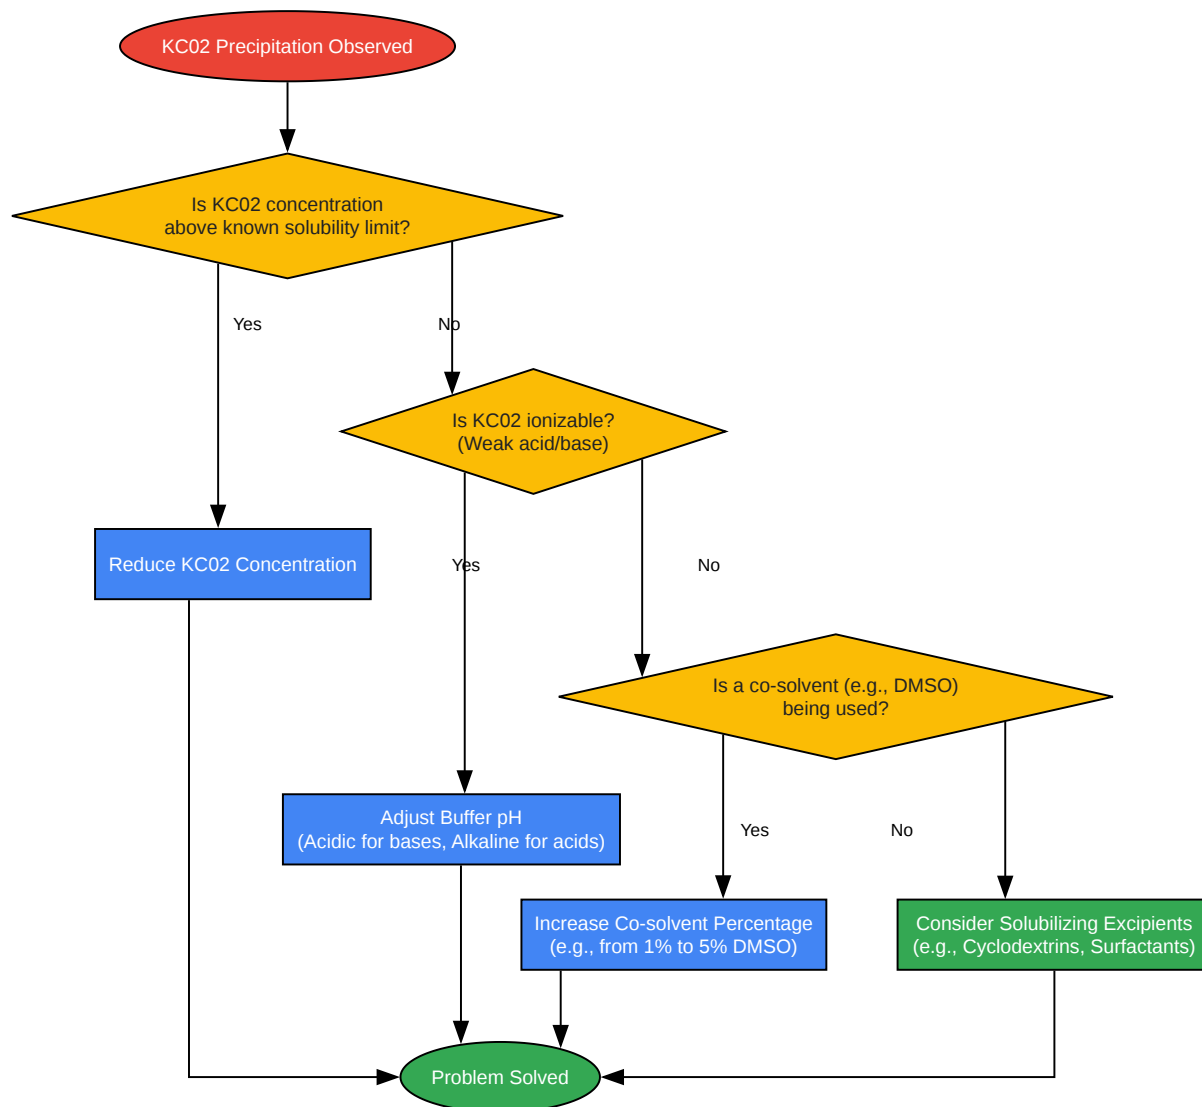 KC02 Precipitation Observed
Is KC02 concentration
above known solubility limit?
Yes
No
Is KC02 ionizable?
(Weak acid/base)
Reduce KC02 Concentration
Yes
No
Is a co-solvent (e.g., DMSO)
being used?
Adjust Buffer pH
(Acidic for bases, Alkaline for acids)
Yes
No
Increase Co-solvent Percentage
(e.g., from 1% to 5% DMSO)
Consider Solubilizing Excipients
(e.g., Cyclodextrins, Surfactants)
Problem Solved